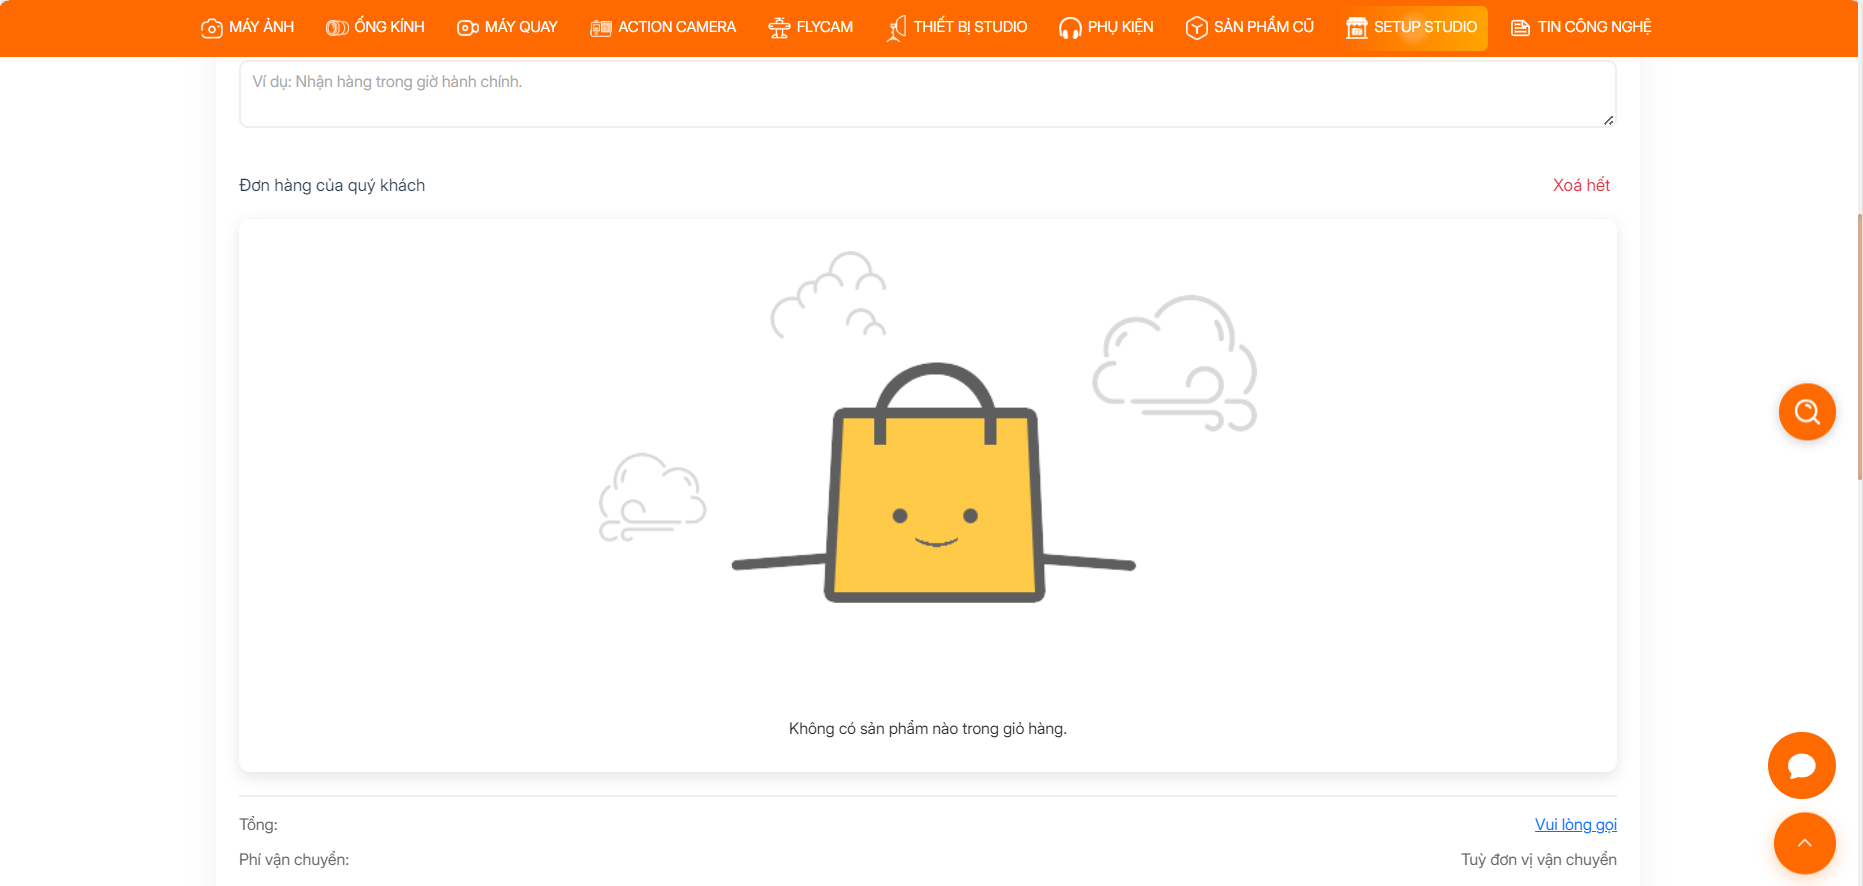 MÁY ẢNH
ỐNG KÍNH
MÁY QUAY
ACTION CAMERA
FLYCAM
THIẾT BỊ STUDIO
PHỤ KIỆN
SẢN PHẨM CŨ
SETUP STUDIO
TIN CÔNG NGHỆ
Ví dụ: Nhận hàng trong giờ hành chính.
Đơn hàng của quý khách
Xoá hết
Không có sản phẩm nào trong giỏ hàng.
Tổng:
Vui lòng gọi
Phí vận chuyển:
Tuỳ đơn vị vận chuyển